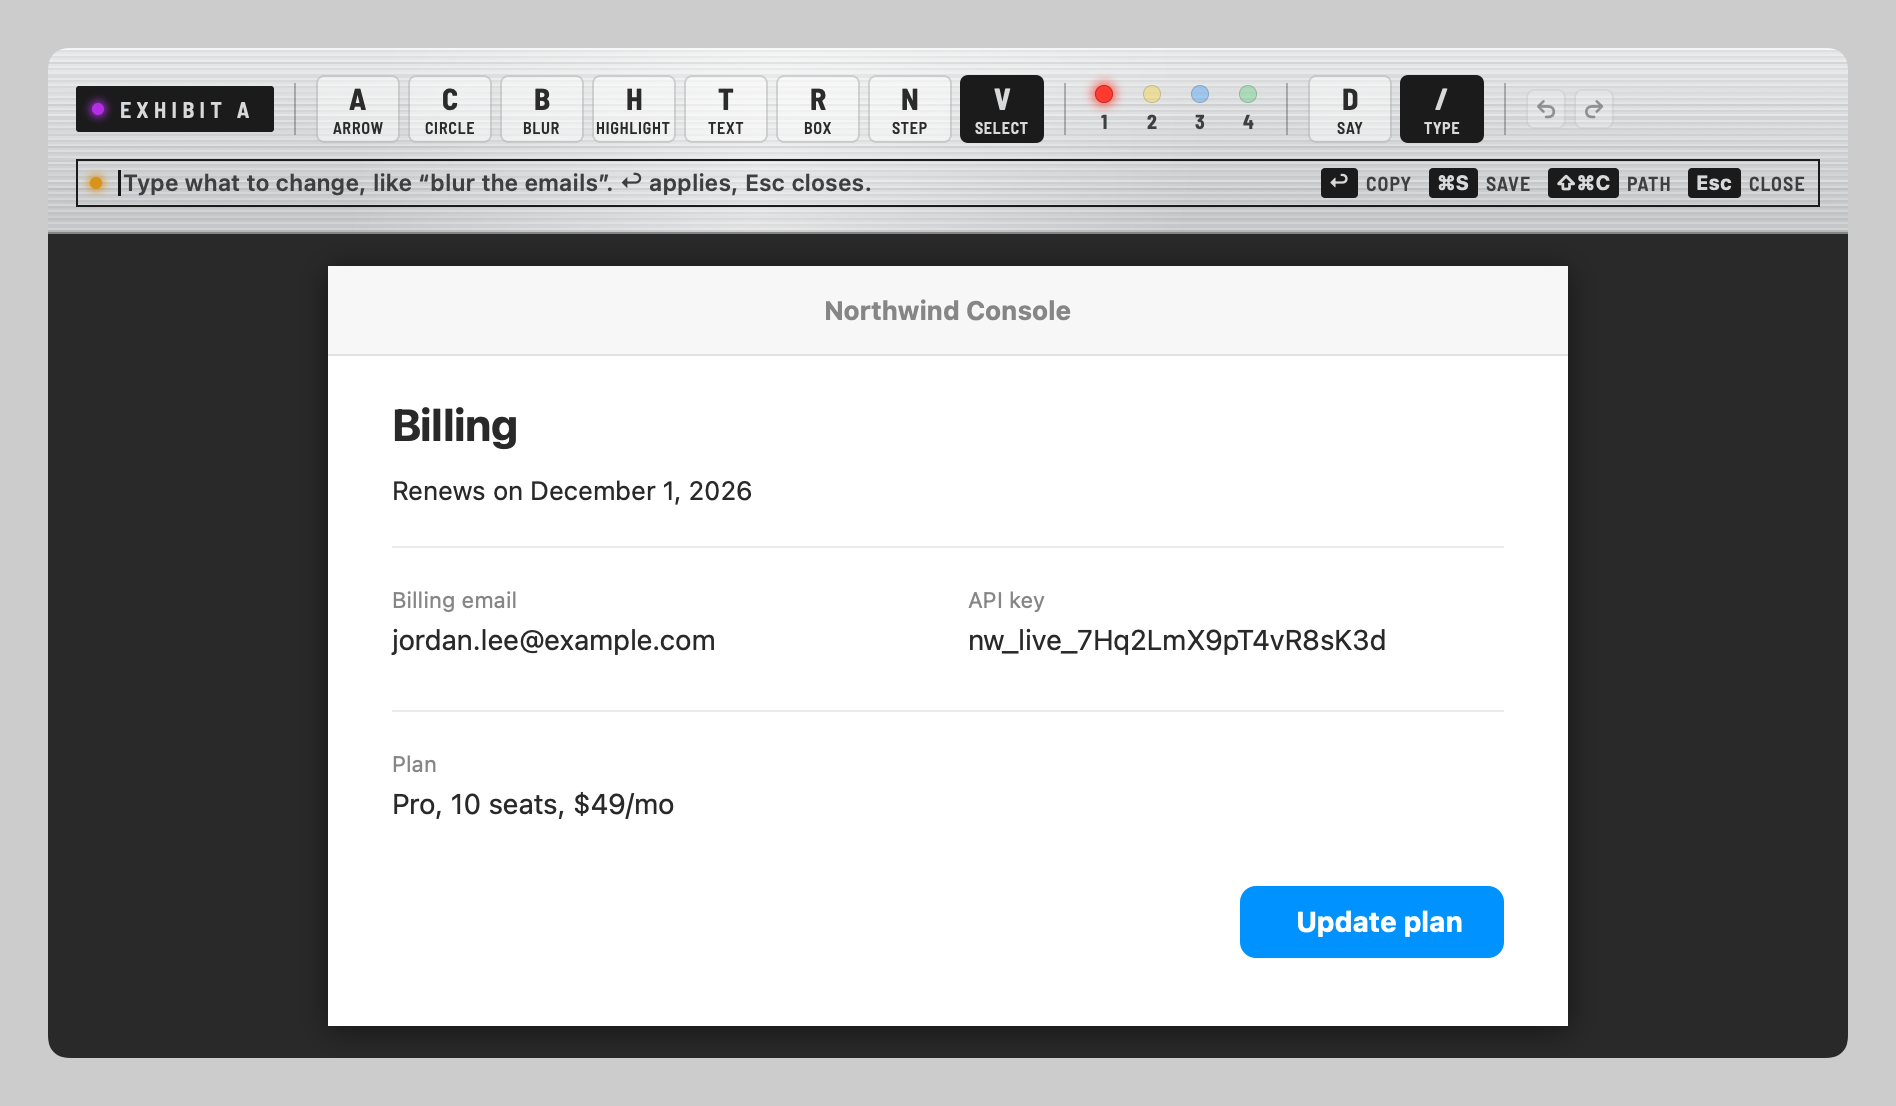 EXHIBIT A
A ARROW
C CIRCLE
B BLUR
H HIGHLIGHT
T TEXT
R BOX
N STEP
V SELECT
1 2 3 4
D SAY
/ TYPE
Type what to change, like “blur the emails”. ↩ applies, Esc closes.
↩ COPY ⌘S SAVE ⇧⌘C PATH Esc CLOSE
Northwind Console
Billing
Renews on December 1, 2026
Billing email
jordan.lee@example.com
API key
nw_live_7Hq2LmX9pT4vR8sK3d
Plan
Pro, 10 seats, $49/mo
Update plan